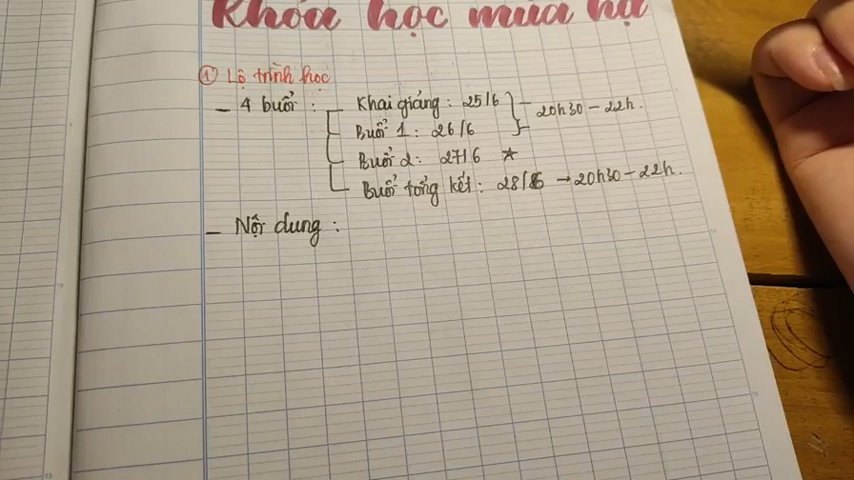 Khóa học mùa hạ
① Lộ trình học
- 4 buổi : Khai giảng : 25/6 20h30 - 22h.
Buổi 1 : 26/6
Buổi 2 : 27/6 ★
Buổi tổng kết : 28/6 → 20h30 - 22h.
- Nội dung :